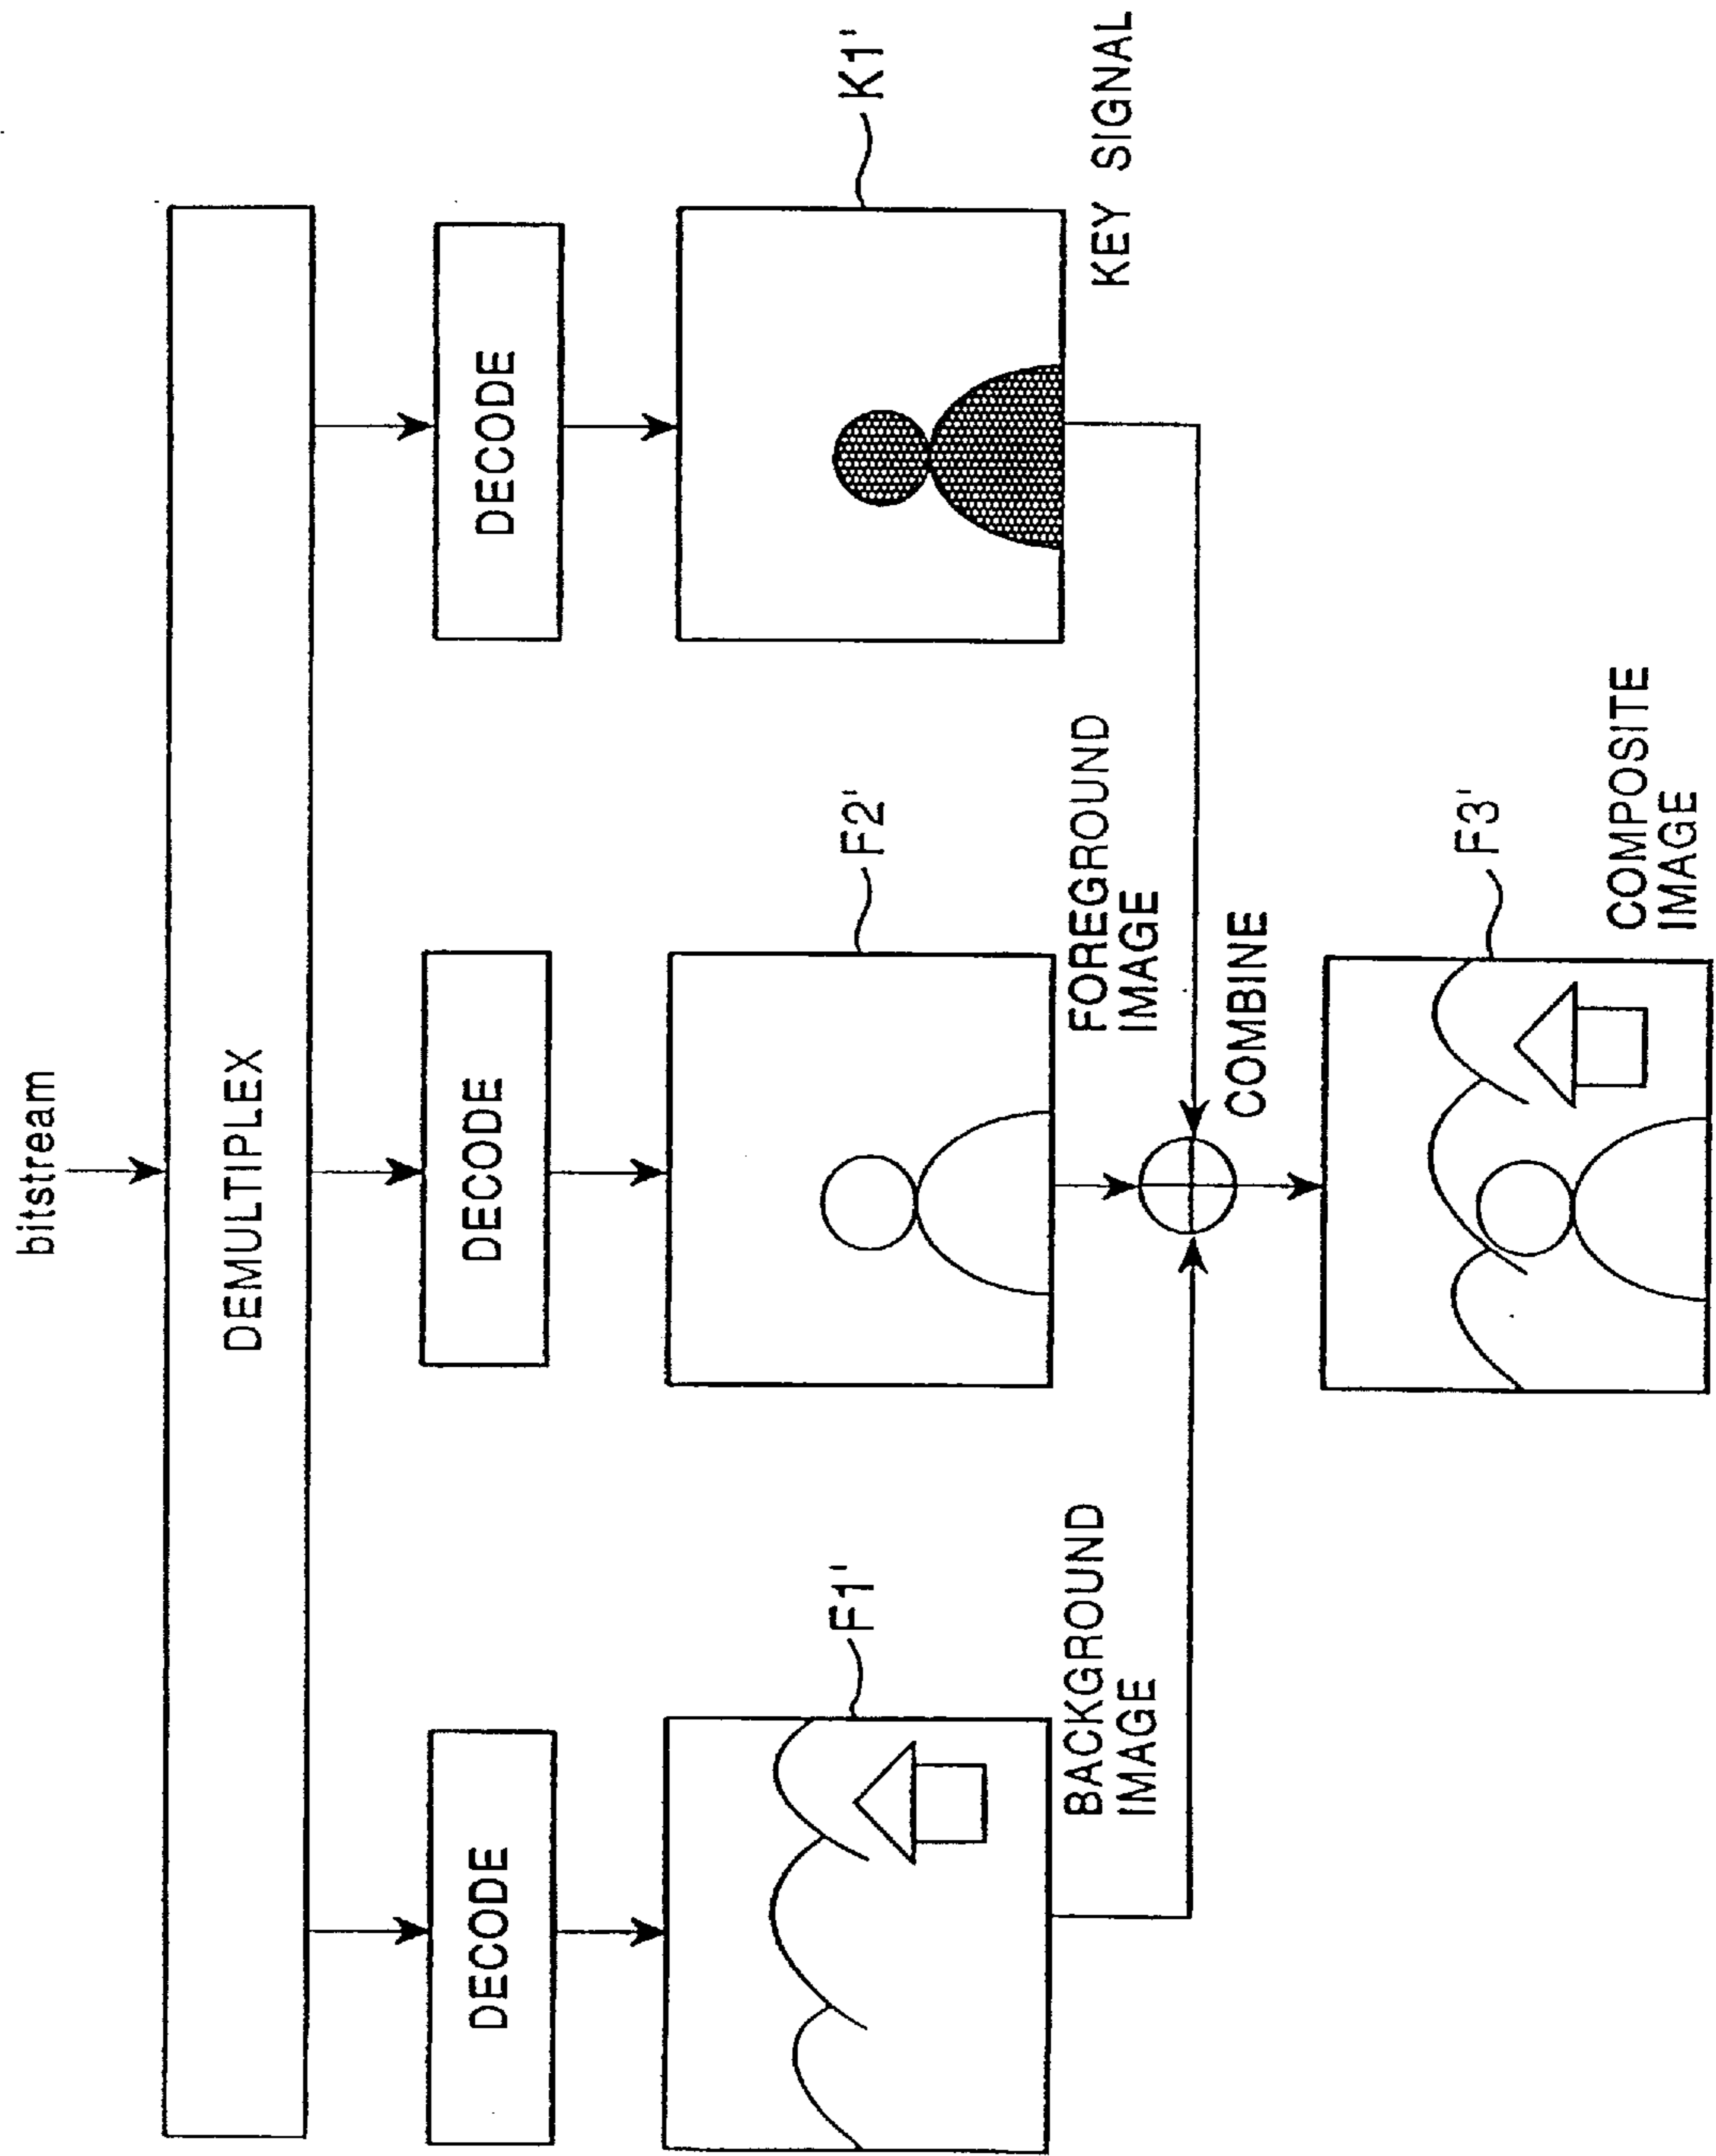 bitstream
DEMULTIPLEX
DECODE
DECODE
DECODE
F1'
F2'
K1'
BACKGROUND
IMAGE
FOREGROUND
IMAGE
KEY SIGNAL
COMBINE
F3'
COMPOSITE
IMAGE